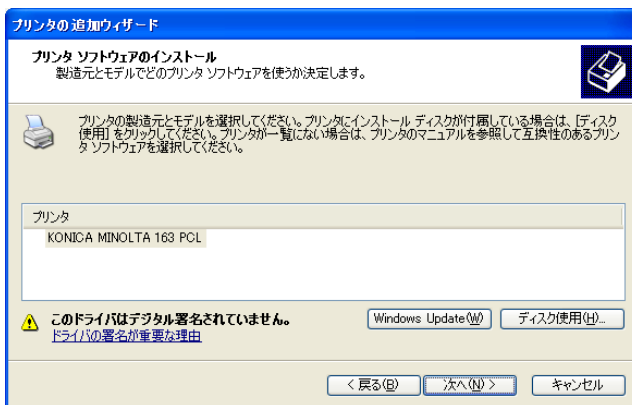 プリンタの追加ウィザード
プリンタ ソフトウェアのインストール
製造元とモデルでどのプリンタ ソフトウェアを使うか決定します。
プリンタの製造元とモデルを選択してください。プリンタにインストール ディスクが付属している場合は、[ディスク
使用] をクリックしてください。プリンタが一覧にない場合は、プリンタのマニュアルを参照して互換性のあるプリン
タ ソフトウェアを選択してください。
プリンタ
KONICA MINOLTA 163 PCL
このドライバはデジタル署名されていません。
Windows Update(W)
ディスク使用(H)...
ドライバの署名が重要な理由
< 戻る(B)
次へ(N) >
キャンセル